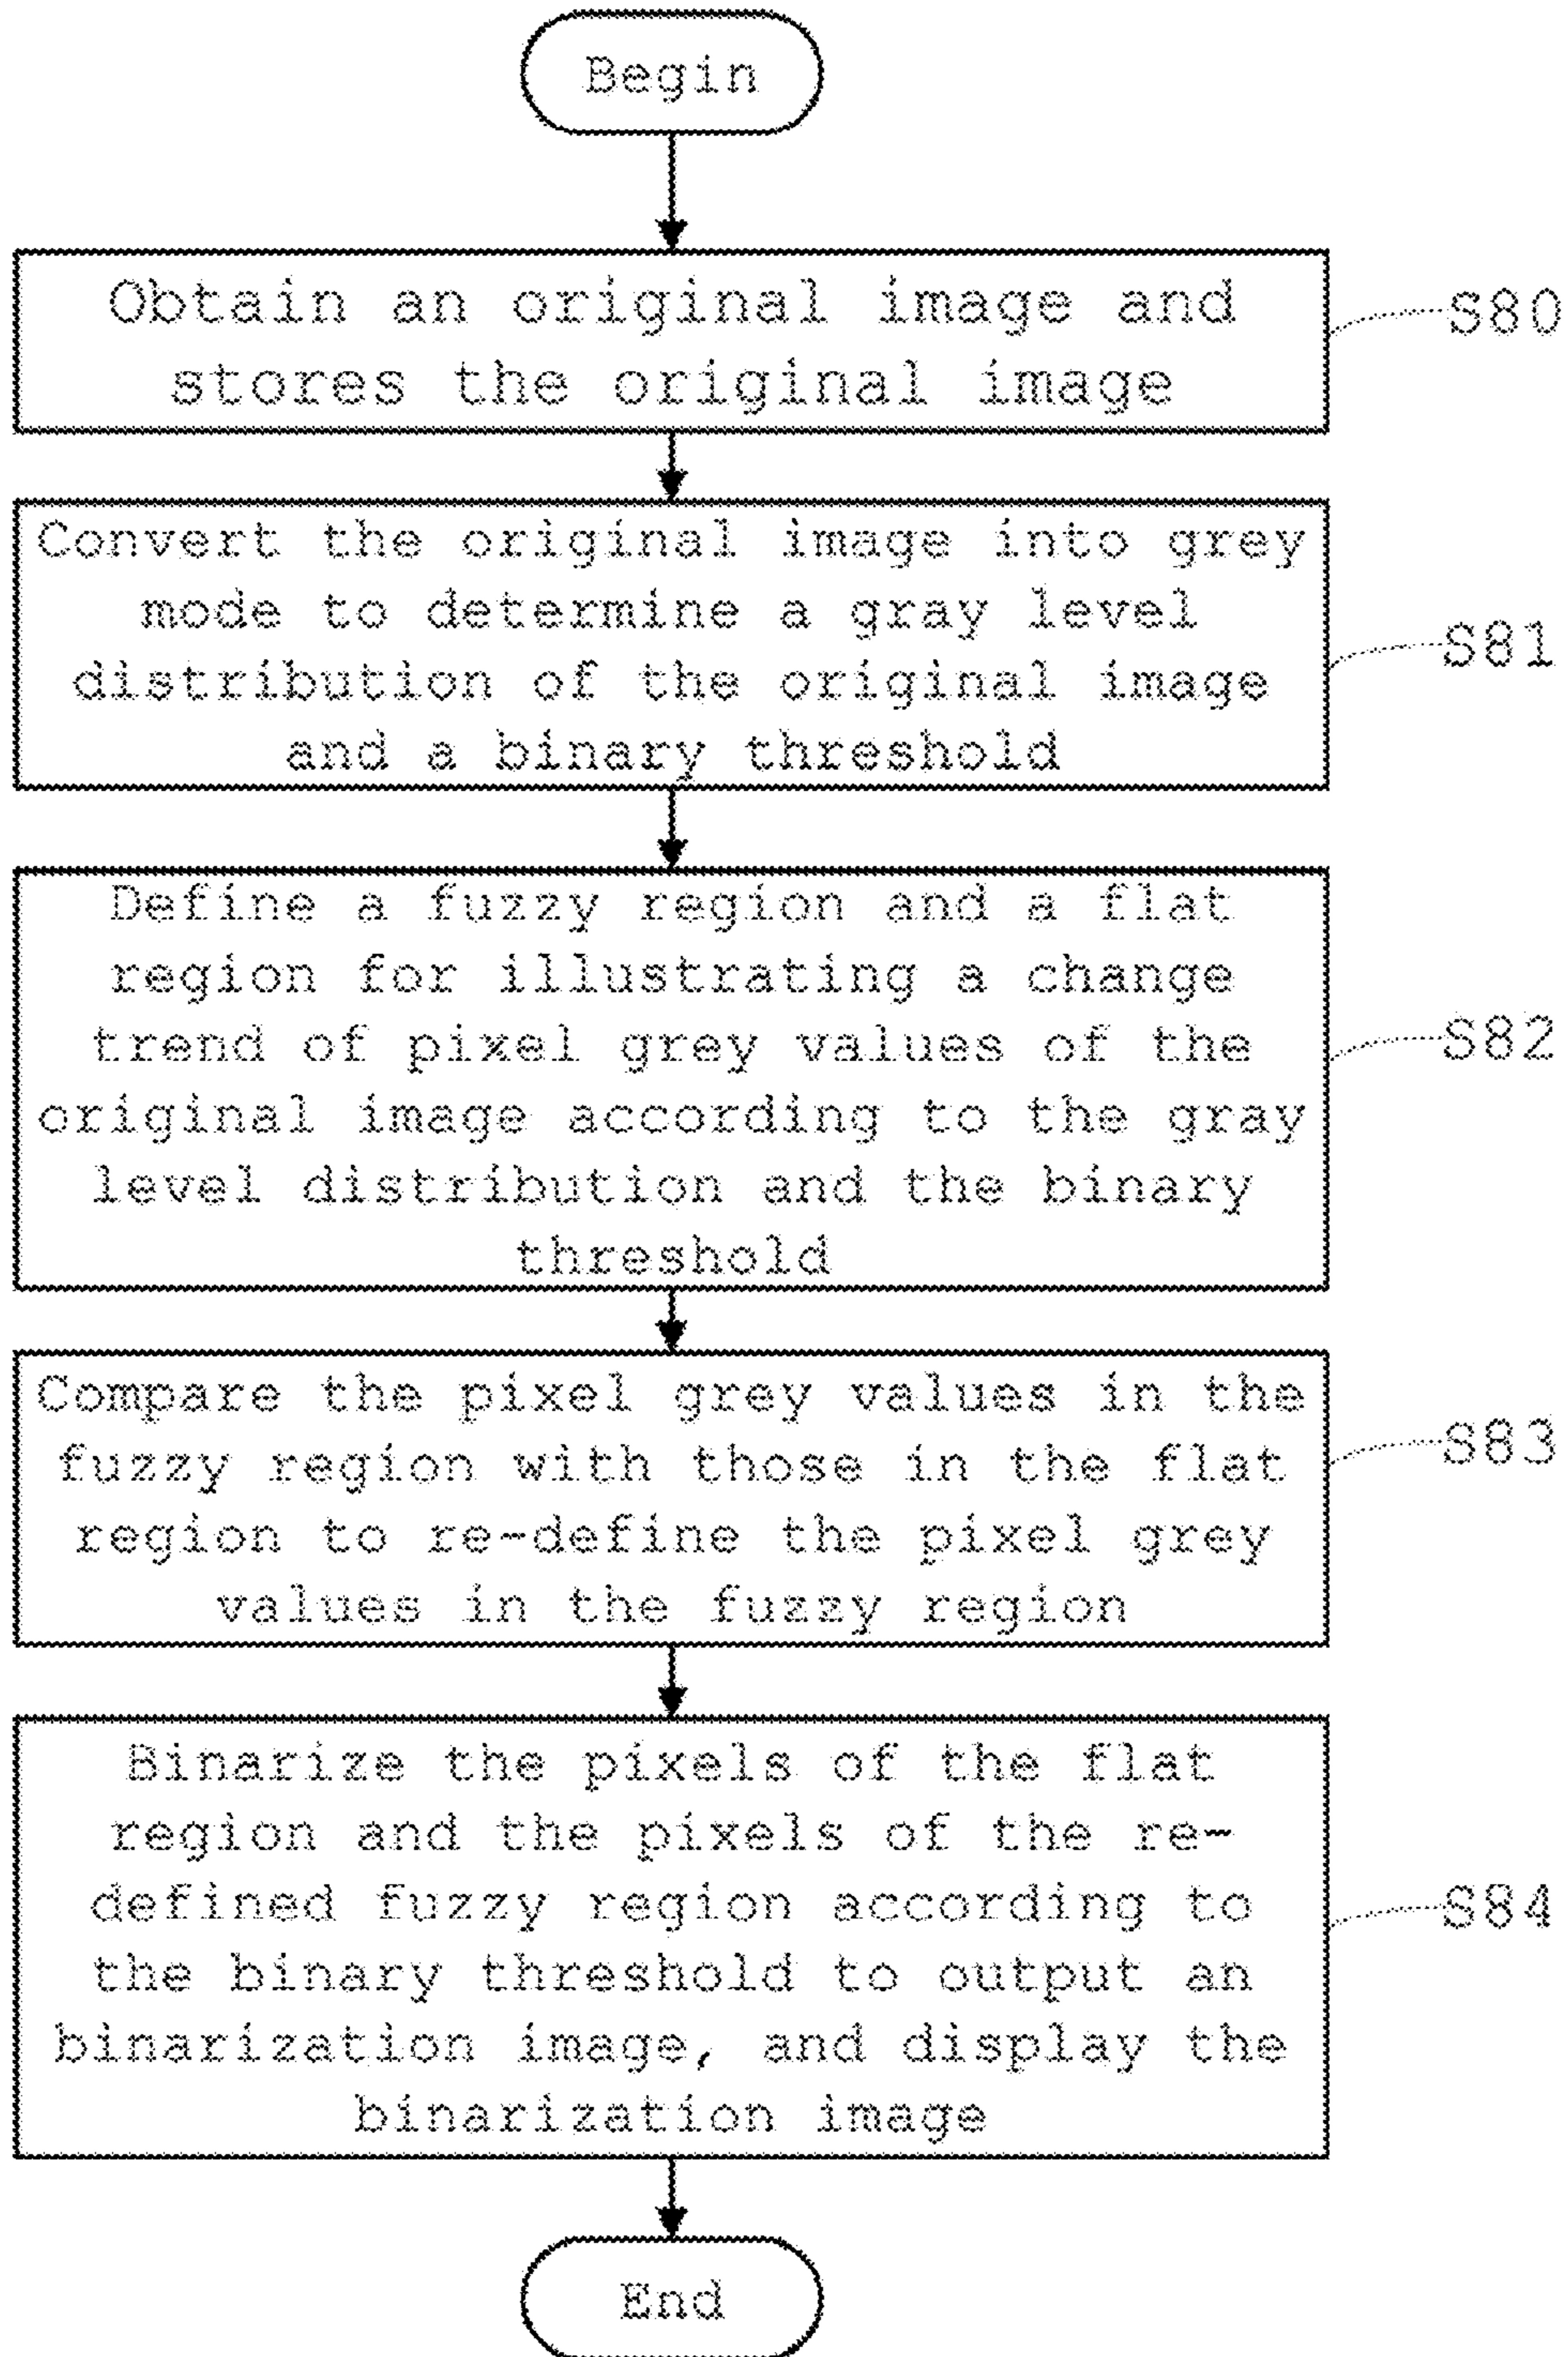 Begin
Obtain an original image and
stores the original image
S80
Convert the original image into grey
mode to determine a gray level
distribution of the original image
and a binary threshold
S81
Define a fuzzy region and a flat
region for illustrating a change
trend of pixel grey values of the
original image according to the gray
level distribution and the binary
threshold
S82
Compare the pixel grey values in the
fuzzy region with those in the flat
region to re-define the pixel grey
values in the fuzzy region
S83
Binarize the pixels of the flat
region and the pixels of the re-
defined fuzzy region according to
the binary threshold to output an
binarization image, and display the
binarization image
S84
End